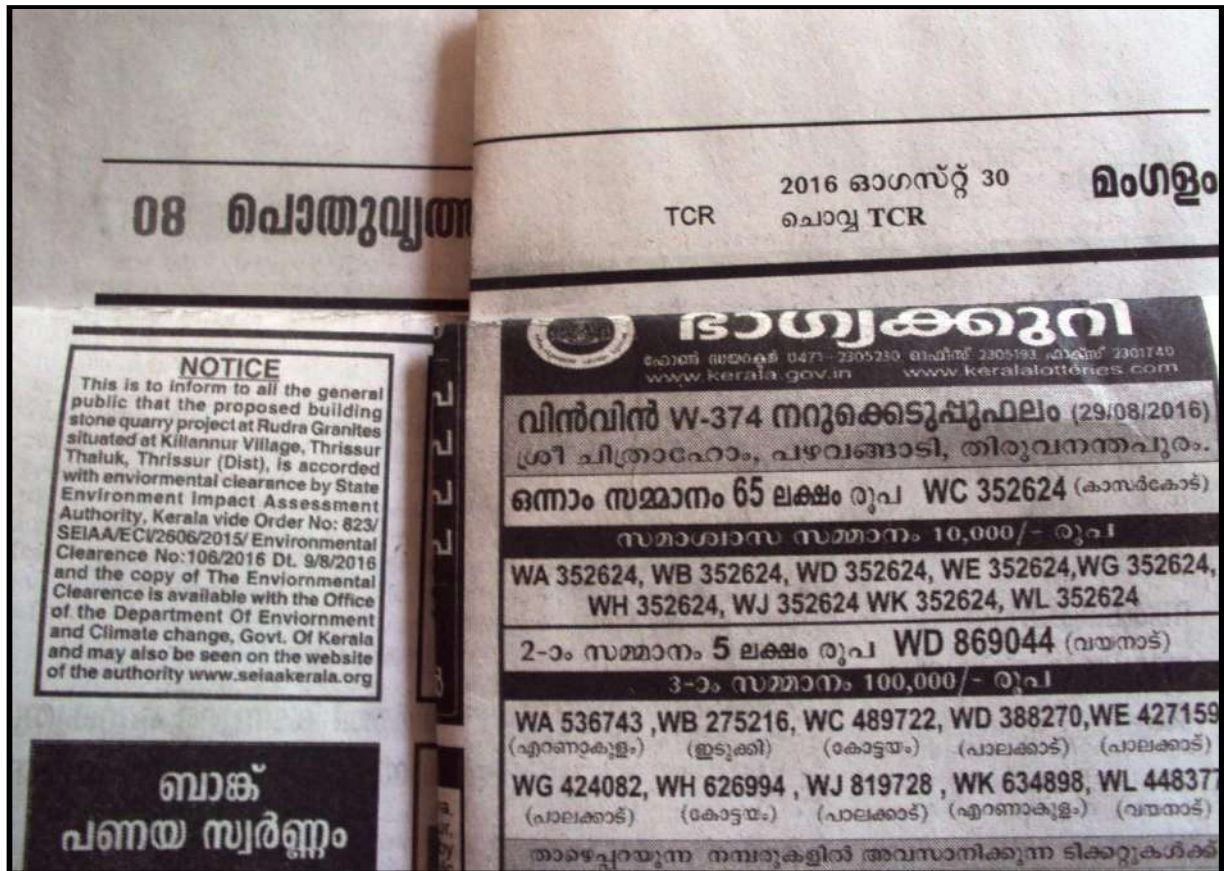 08 പൊതുവൃത്ത
NOTICE
This is to inform to all the general
public that the proposed building
stone quarry project at Rudra Granites
situated at Killannur Village, Thrissur
Thaluk, Thrissur (Dist), is accorded
with enviormental clearance by State
Environment Impact Assessment
Authority, Kerala vide Order No: 823/
SEIAA/ECI/2606/2015/ Environmental
Clearence No:106/2016 Dt. 9/8/2016
and the copy of The Enviornmental
Clearence is available with the Office
of the Department Of Enviornment
and Climate change, Govt. Of Kerala
and may also be seen on the website
of the authority www.seiaakerala.org
ബാങ്ക്
പണയ സ്വർണ്ണം
2016 ഓഗസ്റ്റ് 30 മംഗളം
TCR ചൊവ്വ TCR
ഭാഗ്യക്കുറി
ഫോൺ ഡയറക്ടർ 0471-2305230, ഓഫീസ് 2305193, ഫാക്സ് 2301740
www.kerala.gov.in www.keralalotteries.com
വിൻവിൻ W-374 നറുക്കെടുപ്പുഫലം (29/08/2016)
ശ്രീ ചിത്രാഹോം, പഴവങ്ങാടി, തിരുവനന്തപുരം.
ഒന്നാം സമ്മാനം 65 ലക്ഷം രൂപ WC 352624 (കാസർകോട്)
സമാശ്വാസ സമ്മാനം 10,000/- രൂപ
WA 352624, WB 352624, WD 352624, WE 352624,WG 352624,
WH 352624, WJ 352624 WK 352624, WL 352624
2-ാം സമ്മാനം 5 ലക്ഷം രൂപ WD 869044 (വയനാട്)
3-ാം സമ്മാനം 100,000/- രൂപ
WA 536743 ,WB 275216, WC 489722, WD 388270,WE 427159
(എറണാകുളം) (ഇടുക്കി) (കോട്ടയം) (പാലക്കാട്) (പാലക്കാട്)
WG 424082, WH 626994 , WJ 819728 , WK 634898, WL 448377
(പാലക്കാട്) (കോട്ടയം) (പാലക്കാട്) (എറണാകുളം) (വയനാട്)
താഴെപ്പറയുന്ന നമ്പരുകളിൽ അവസാനിക്കുന്ന ടിക്കറ്റുകൾക്ക്